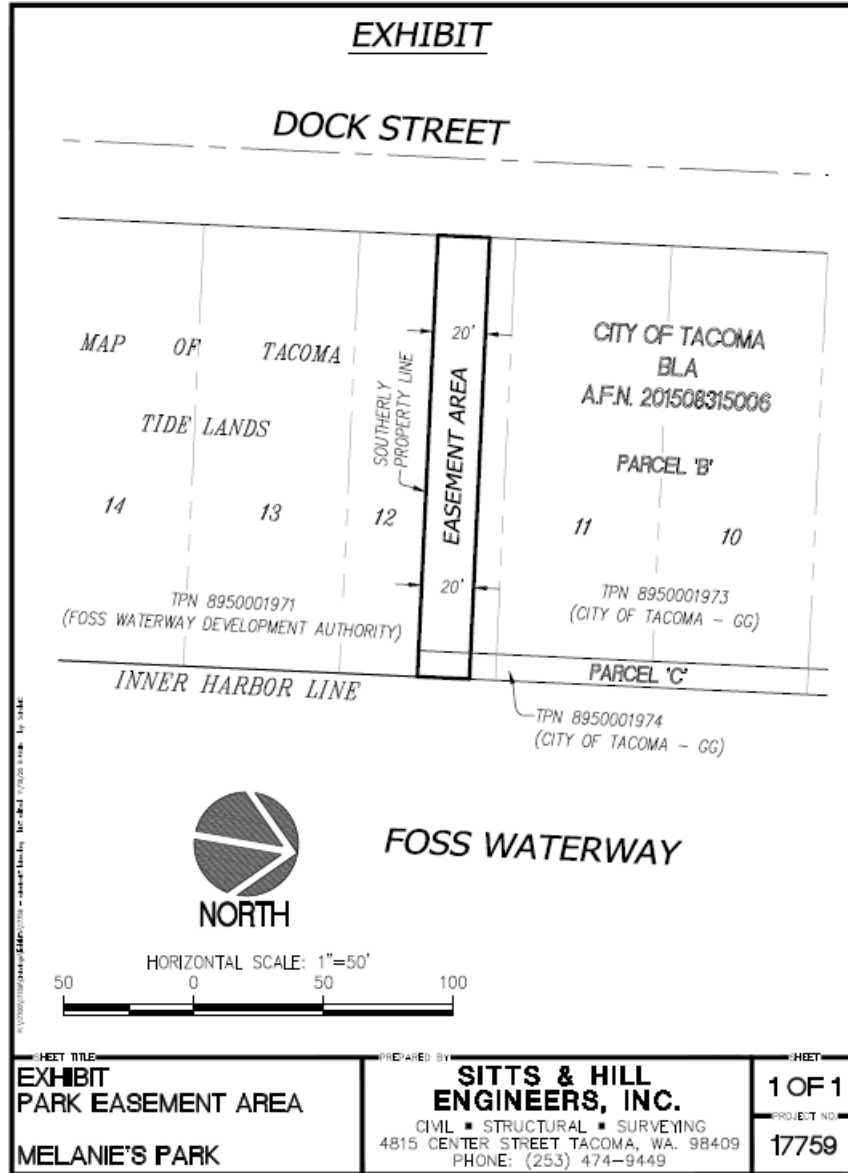 EXHIBIT
DOCK STREET
MAP OF TACOMA
TIDE LANDS
14
13
12
SOUTHERLY
PROPERTY LINE
20'
EASEMENT AREA
20'
CITY OF TACOMA
BLA
A.F.N. 201508315006
PARCEL 'B'
11
10
TPN 8950001971
(FOSS WATERWAY DEVELOPMENT AUTHORITY)
TPN 8950001973
(CITY OF TACOMA - GG)
INNER HARBOR LINE
PARCEL 'C'
TPN 8950001974
(CITY OF TACOMA - GG)
FOSS WATERWAY
NORTH
HORIZONTAL SCALE: 1"=50'
50 0 50 100
SHEET TITLE
EXHIBIT
PARK EASEMENT AREA
MELANIE'S PARK
PREPARED BY
SITTS & HILL
ENGINEERS, INC.
CIVIL ▪ STRUCTURAL ▪ SURVEYING
4815 CENTER STREET TACOMA, WA. 98409
PHONE: (253) 474-9449
SHEET
1 OF 1
PROJECT NO.
17759